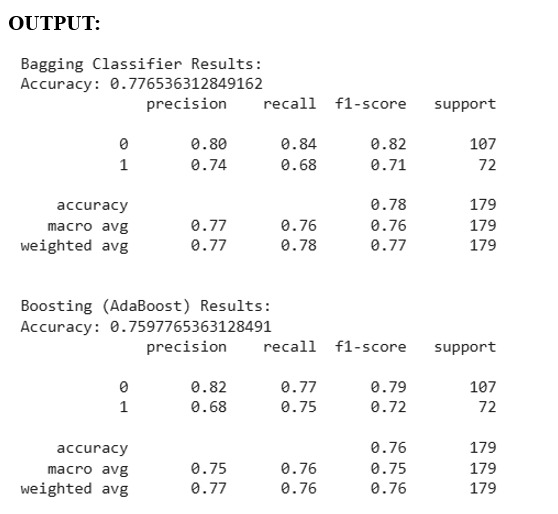 OUTPUT:
Bagging Classifier Results:
Accuracy: 0.776536312849162
precision recall f1-score support
0 0.80 0.84 0.82 107
1 0.74 0.68 0.71 72
accuracy 0.78 179
macro avg 0.77 0.76 0.76 179
weighted avg 0.77 0.78 0.77 179
Boosting (AdaBoost) Results:
Accuracy: 0.7597765363128491
precision recall f1-score support
0 0.82 0.77 0.79 107
1 0.68 0.75 0.72 72
accuracy 0.76 179
macro avg 0.75 0.76 0.75 179
weighted avg 0.77 0.76 0.76 179